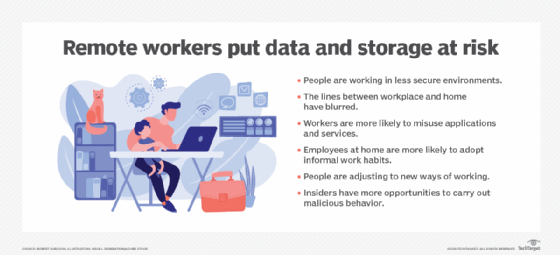 Remote workers put data and storage at risk
• People are working in less secure environments.
• The lines between workplace and home
have blurred.
• Workers are more likely to misuse applications
and services.
• Employees at home are more likely to adopt
informal work habits.
• People are adjusting to new ways of working.
• Insiders have more opportunities to carry out
malicious behavior.
TechTarget